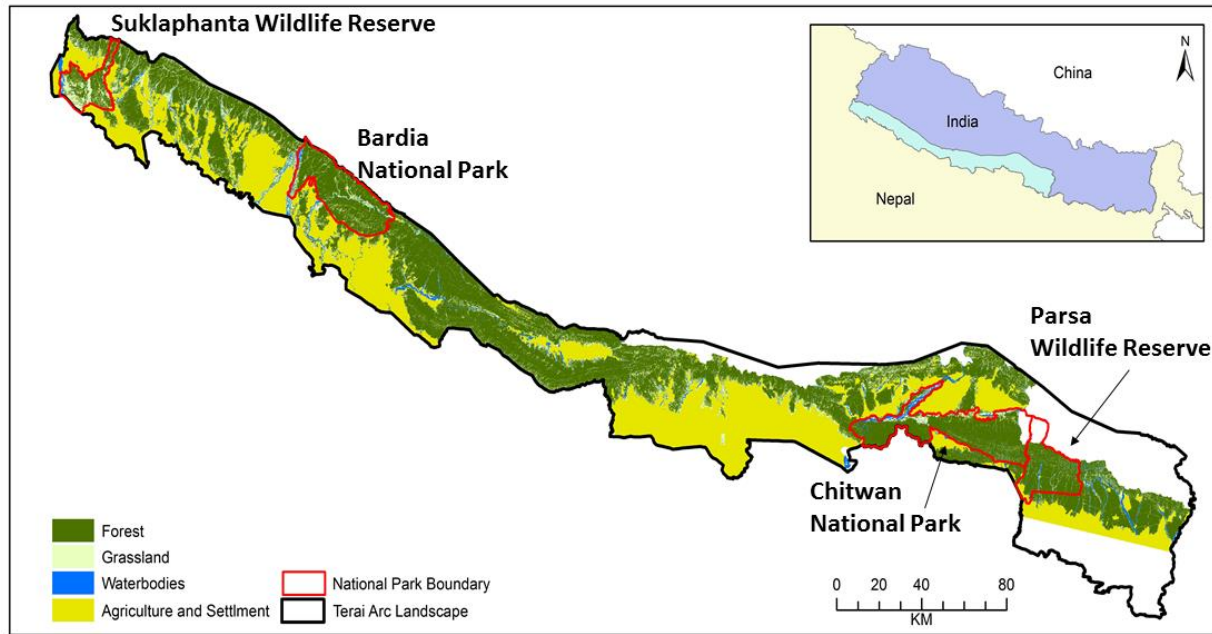 Suklaphanta Wildlife Reserve
Bardia
National Park
Parsa
Wildlife Reserve
Chitwan
National Park
N
China
India
Nepal
Forest
Grassland
Waterbodies
Agriculture and Settlment
National Park Boundary
Terai Arc Landscape
0 20 40 80
KM